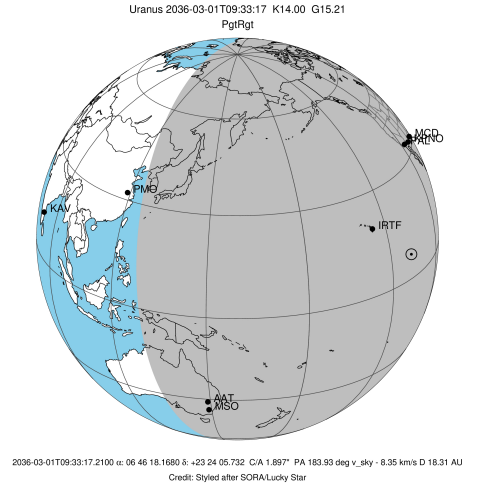 Uranus 2036-03-01T09:33:17 K14.00 G15.21
PgtRgt
MCD
KPNO
PAL
PMO
KAV
IRTF
AAT
MSO
2036-03-01T09:33:17.2100 α: 06 46 18.1680 δ: +23 24 05.732 C/A 1.897" PA 183.93 deg v_sky - 8.35 km/s D 18.31 AU
Credit: Styled after SORA/Lucky Star